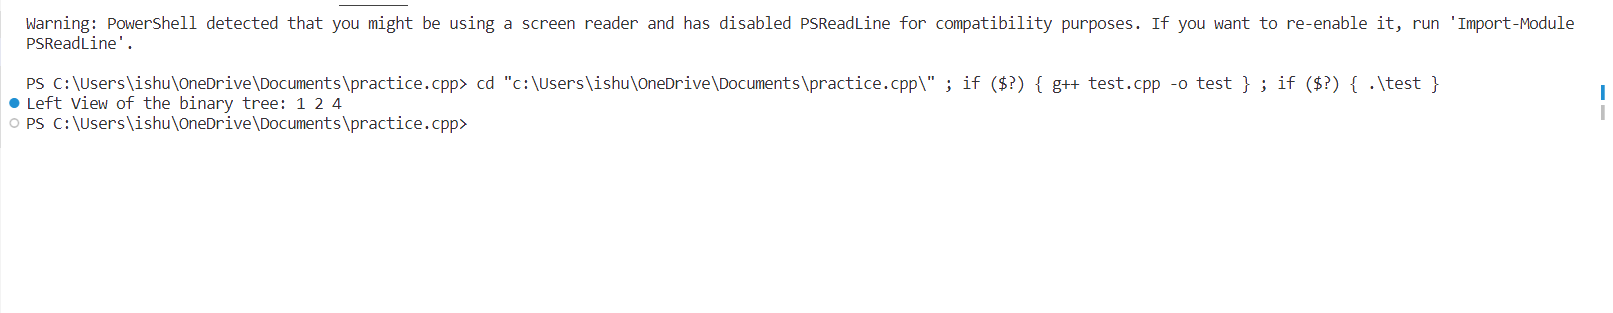 Warning: PowerShell detected that you might be using a screen reader and has disabled PSReadLine for compatibility purposes. If you want to re-enable it, run 'Import-Module
PSReadLine'.
PS C:\Users\ishu\OneDrive\Documents\practice.cpp> cd "c:\Users\ishu\OneDrive\Documents\practice.cpp\" ; if ($?) { g++ test.cpp -o test } ; if ($?) { .\test }
Left View of the binary tree: 1 2 4
PS C:\Users\ishu\OneDrive\Documents\practice.cpp>